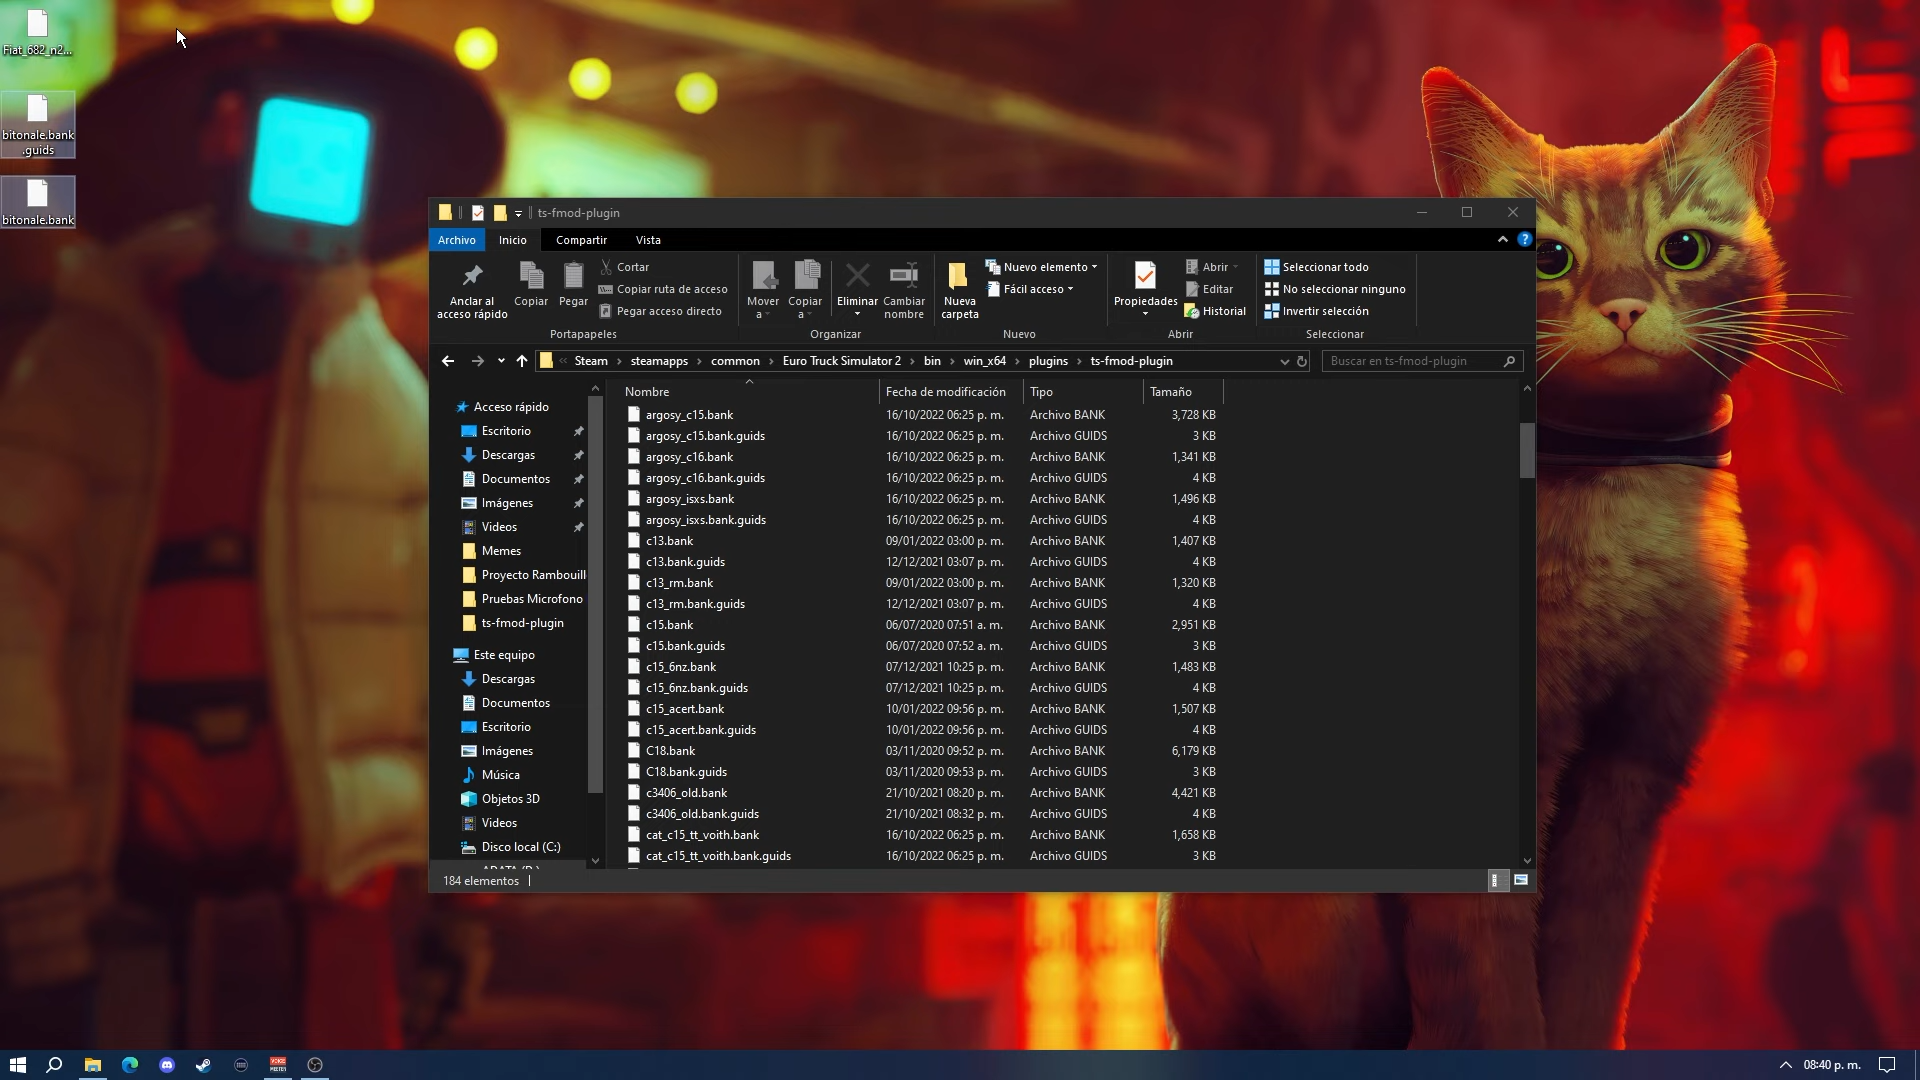 Fiat_682_n2...
bitonale.bank
.guids
bitonale.bank
ts-fmod-plugin
Archivo
Inicio
Compartir
Vista
Anclar al
acceso rápido
Copiar
Pegar
Cortar
Copiar ruta de acceso
Pegar acceso directo
Portapapeles
Mover
a
Copiar
a
Eliminar
Cambiar
nombre
Organizar
Nueva
carpeta
Nuevo elemento
Fácil acceso
Nuevo
Propiedades
Abrir
Editar
Historial
Abrir
Seleccionar todo
No seleccionar ninguno
Invertir selección
Seleccionar
« Steam › steamapps › common › Euro Truck Simulator 2 › bin › win_x64 › plugins › ts-fmod-plugin
Buscar en ts-fmod-plugin
Acceso rápido
Escritorio
Descargas
Documentos
Imágenes
Videos
Memes
Proyecto Rambouill
Pruebas Microfono
ts-fmod-plugin
Este equipo
Descargas
Documentos
Escritorio
Imágenes
Música
Objetos 3D
Videos
Disco local (C:)
Nombre Fecha de modificación Tipo Tamaño
argosy_c15.bank 16/10/2022 06:25 p. m. Archivo BANK 3,728 KB
argosy_c15.bank.guids 16/10/2022 06:25 p. m. Archivo GUIDS 3 KB
argosy_c16.bank 16/10/2022 06:25 p. m. Archivo BANK 1,341 KB
argosy_c16.bank.guids 16/10/2022 06:25 p. m. Archivo GUIDS 4 KB
argosy_isxs.bank 16/10/2022 06:25 p. m. Archivo BANK 1,496 KB
argosy_isxs.bank.guids 16/10/2022 06:25 p. m. Archivo GUIDS 4 KB
c13.bank 09/01/2022 03:00 p. m. Archivo BANK 1,407 KB
c13.bank.guids 12/12/2021 03:07 p. m. Archivo GUIDS 4 KB
c13_rm.bank 09/01/2022 03:00 p. m. Archivo BANK 1,320 KB
c13_rm.bank.guids 12/12/2021 03:07 p. m. Archivo GUIDS 4 KB
c15.bank 06/07/2020 07:51 a. m. Archivo BANK 2,951 KB
c15.bank.guids 06/07/2020 07:52 a. m. Archivo GUIDS 3 KB
c15_6nz.bank 07/12/2021 10:25 p. m. Archivo BANK 1,483 KB
c15_6nz.bank.guids 07/12/2021 10:25 p. m. Archivo GUIDS 4 KB
c15_acert.bank 10/01/2022 09:56 p. m. Archivo BANK 1,507 KB
c15_acert.bank.guids 10/01/2022 09:56 p. m. Archivo GUIDS 4 KB
C18.bank 03/11/2020 09:52 p. m. Archivo BANK 6,179 KB
C18.bank.guids 03/11/2020 09:53 p. m. Archivo GUIDS 3 KB
c3406_old.bank 21/10/2021 08:20 p. m. Archivo BANK 4,421 KB
c3406_old.bank.guids 21/10/2021 08:32 p. m. Archivo GUIDS 4 KB
cat_c15_tt_voith.bank 16/10/2022 06:25 p. m. Archivo BANK 1,658 KB
cat_c15_tt_voith.bank.guids 16/10/2022 06:25 p. m. Archivo GUIDS 3 KB
184 elementos
08:40 p. m.